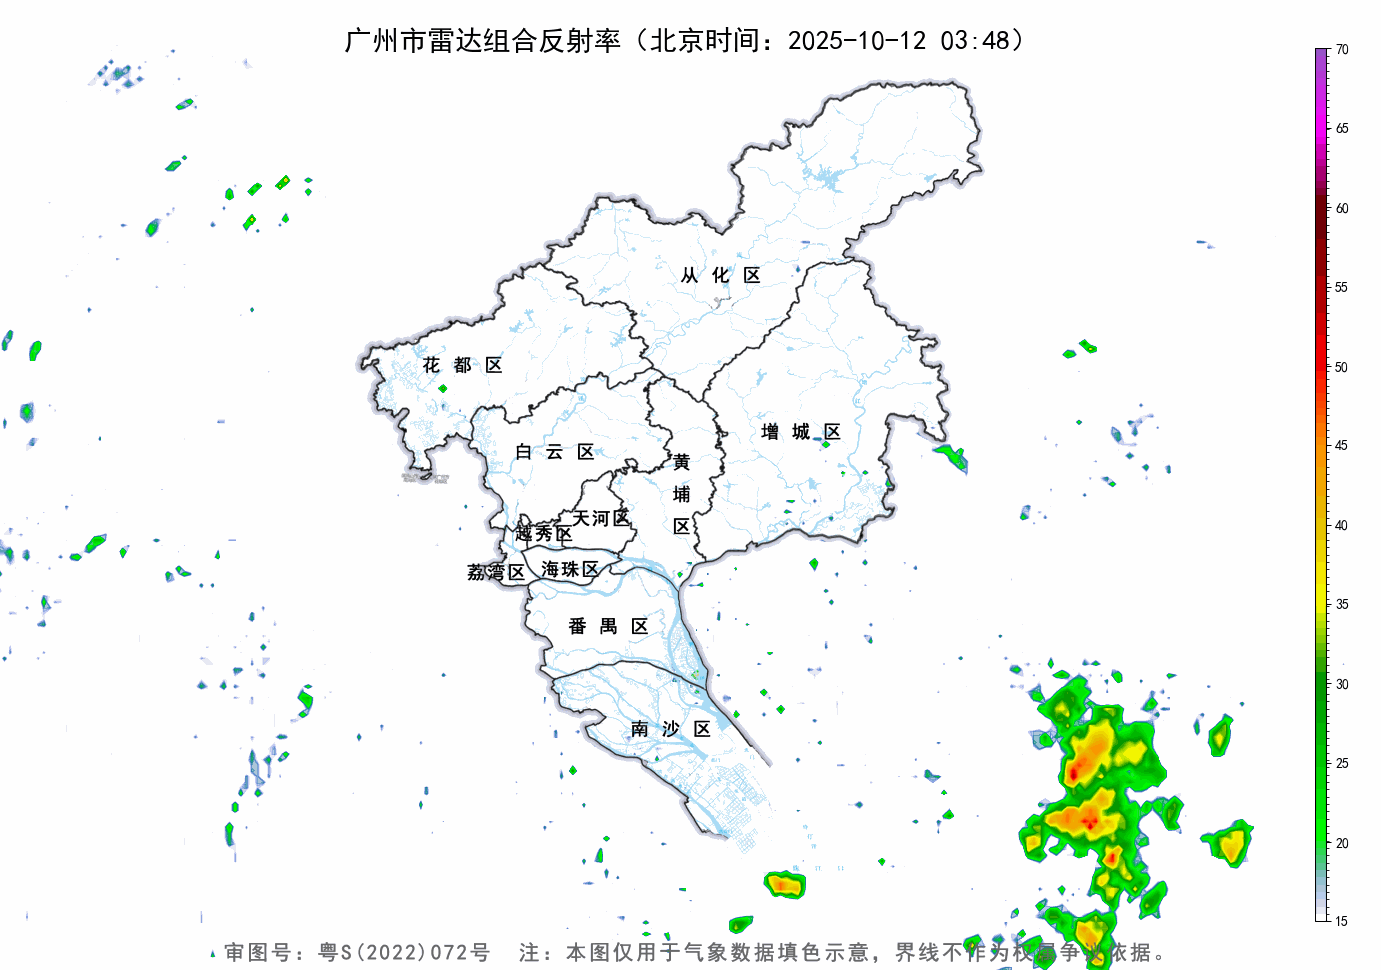 广州市雷达组合反射率（北京时间：2025-10-12 03:48）
70
65
60
55
50
45
40
35
30
25
20
15
从化区
花都区
增城区
白云区
黄埔区
天河区
越秀区
海珠区
荔湾区
番禺区
南沙区
审图号：粤S(2022)072号 注：本图仅用于气象数据填色示意，界线不作为权属争议依据。